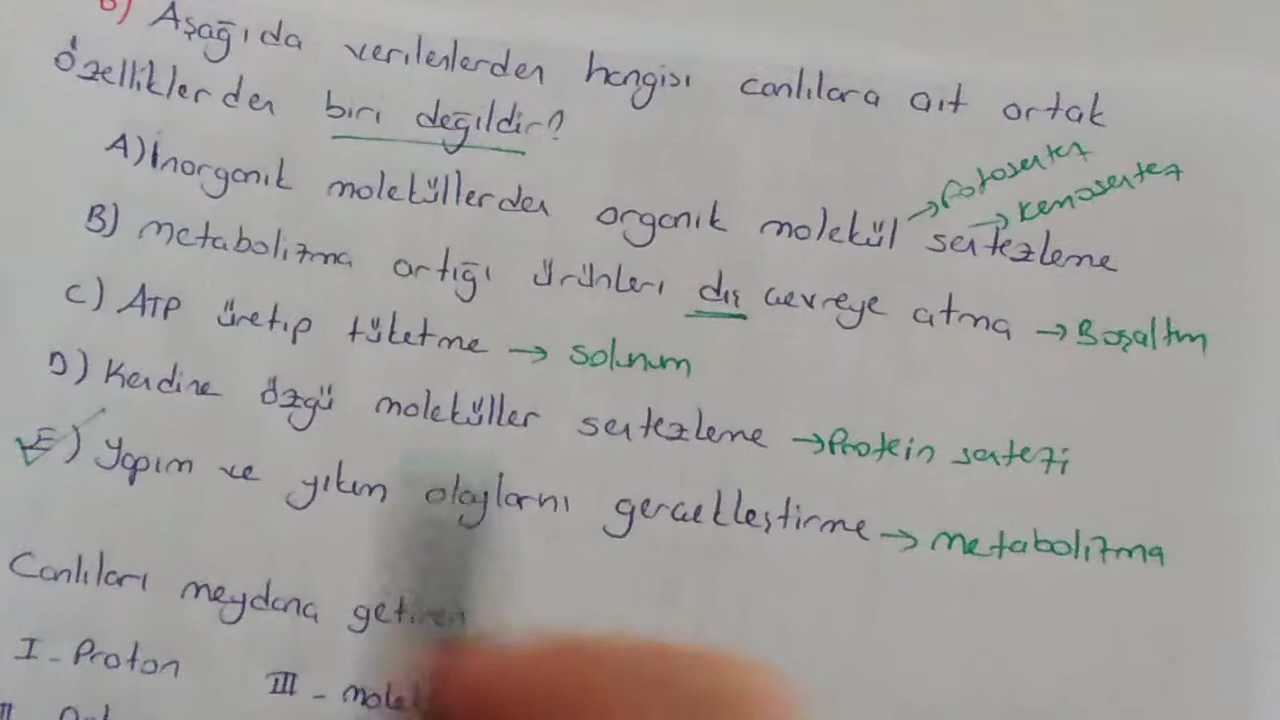 Aşağıda verilenlerden hangisi canlılara ait ortak
özelliklerden biri değildir?
A) İnorganik moleküllerden organik molekül sentezleme
→ Fotosentez
→ Kemosentez
B) metabolizma artığı ürünleri dış çevreye atma → Boşaltım
C) ATP üretip tüketme → solunum
D) Kendine özgü moleküller sentezleme → Protein sentezi
E) Yapım ve yıkım olaylarını gerçekleştirme → metabolizma
Canlıları meydana getiren
I - Proton
III -